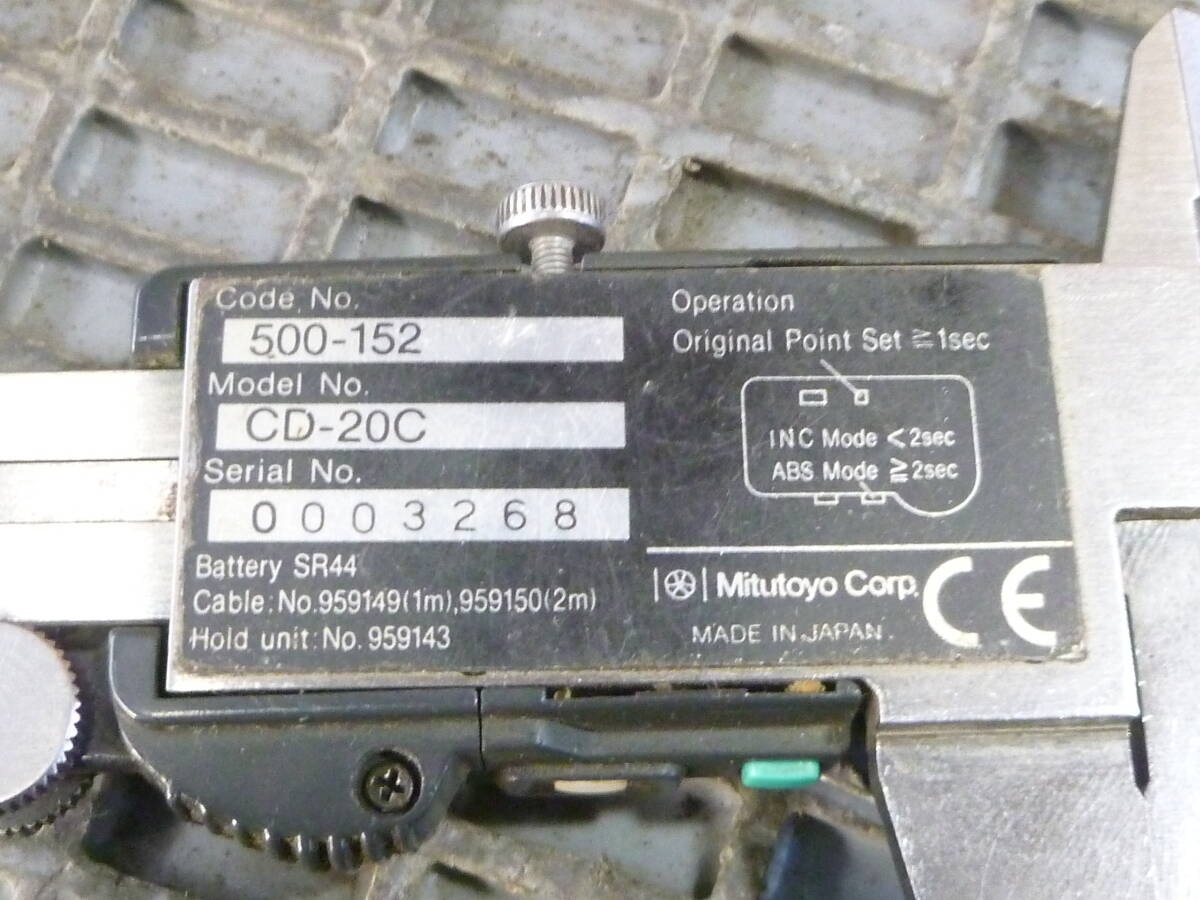 Code No.
500-152
Model No.
CD-20C
Serial No.
0003268
Battery SR44
Cable:No.959149(1m),959150(2m)
Hold unit:No.959143
Operation
Original Point Set ≧1sec
INC Mode <2sec
ABS Mode ≧2sec
Mitutoyo Corp.
MADE IN JAPAN.
CE